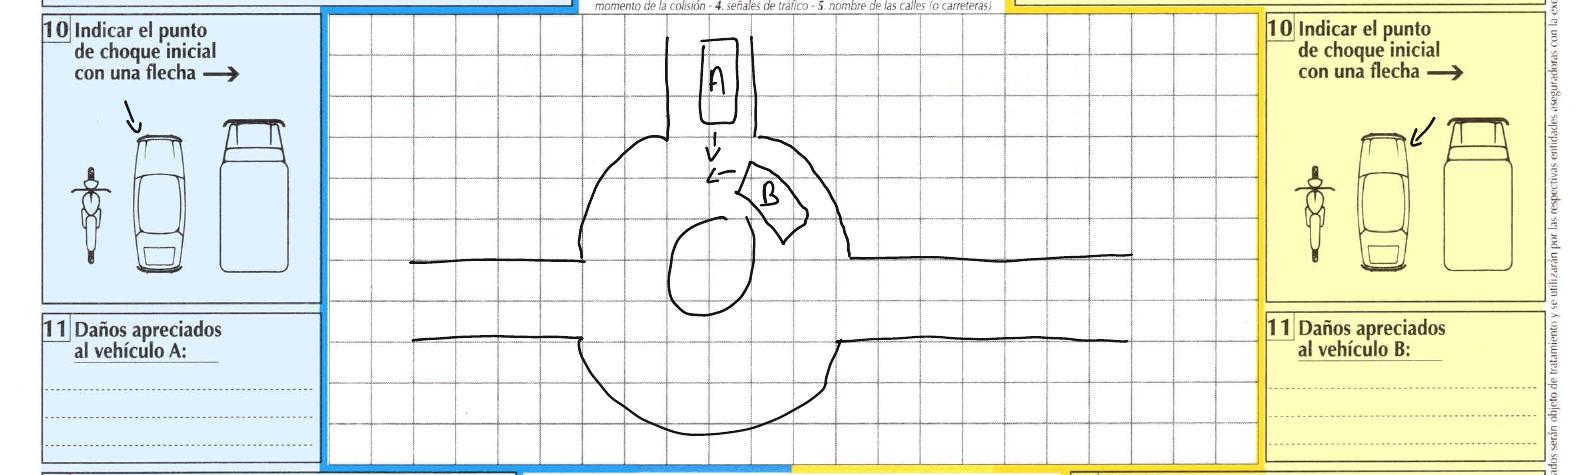 momento de la colisión - 4. señales de tráfico - 5. nombre de las calles (o carreteras)
10 Indicar el punto
de choque inicial
con una flecha →
A
B
11 Daños apreciados
al vehículo A:
10 Indicar el punto
de choque inicial
con una flecha →
11 Daños apreciados
al vehículo B:
ados serán objeto de tratamiento y se utilizarán por las respectivas entidades aseguradoras con la